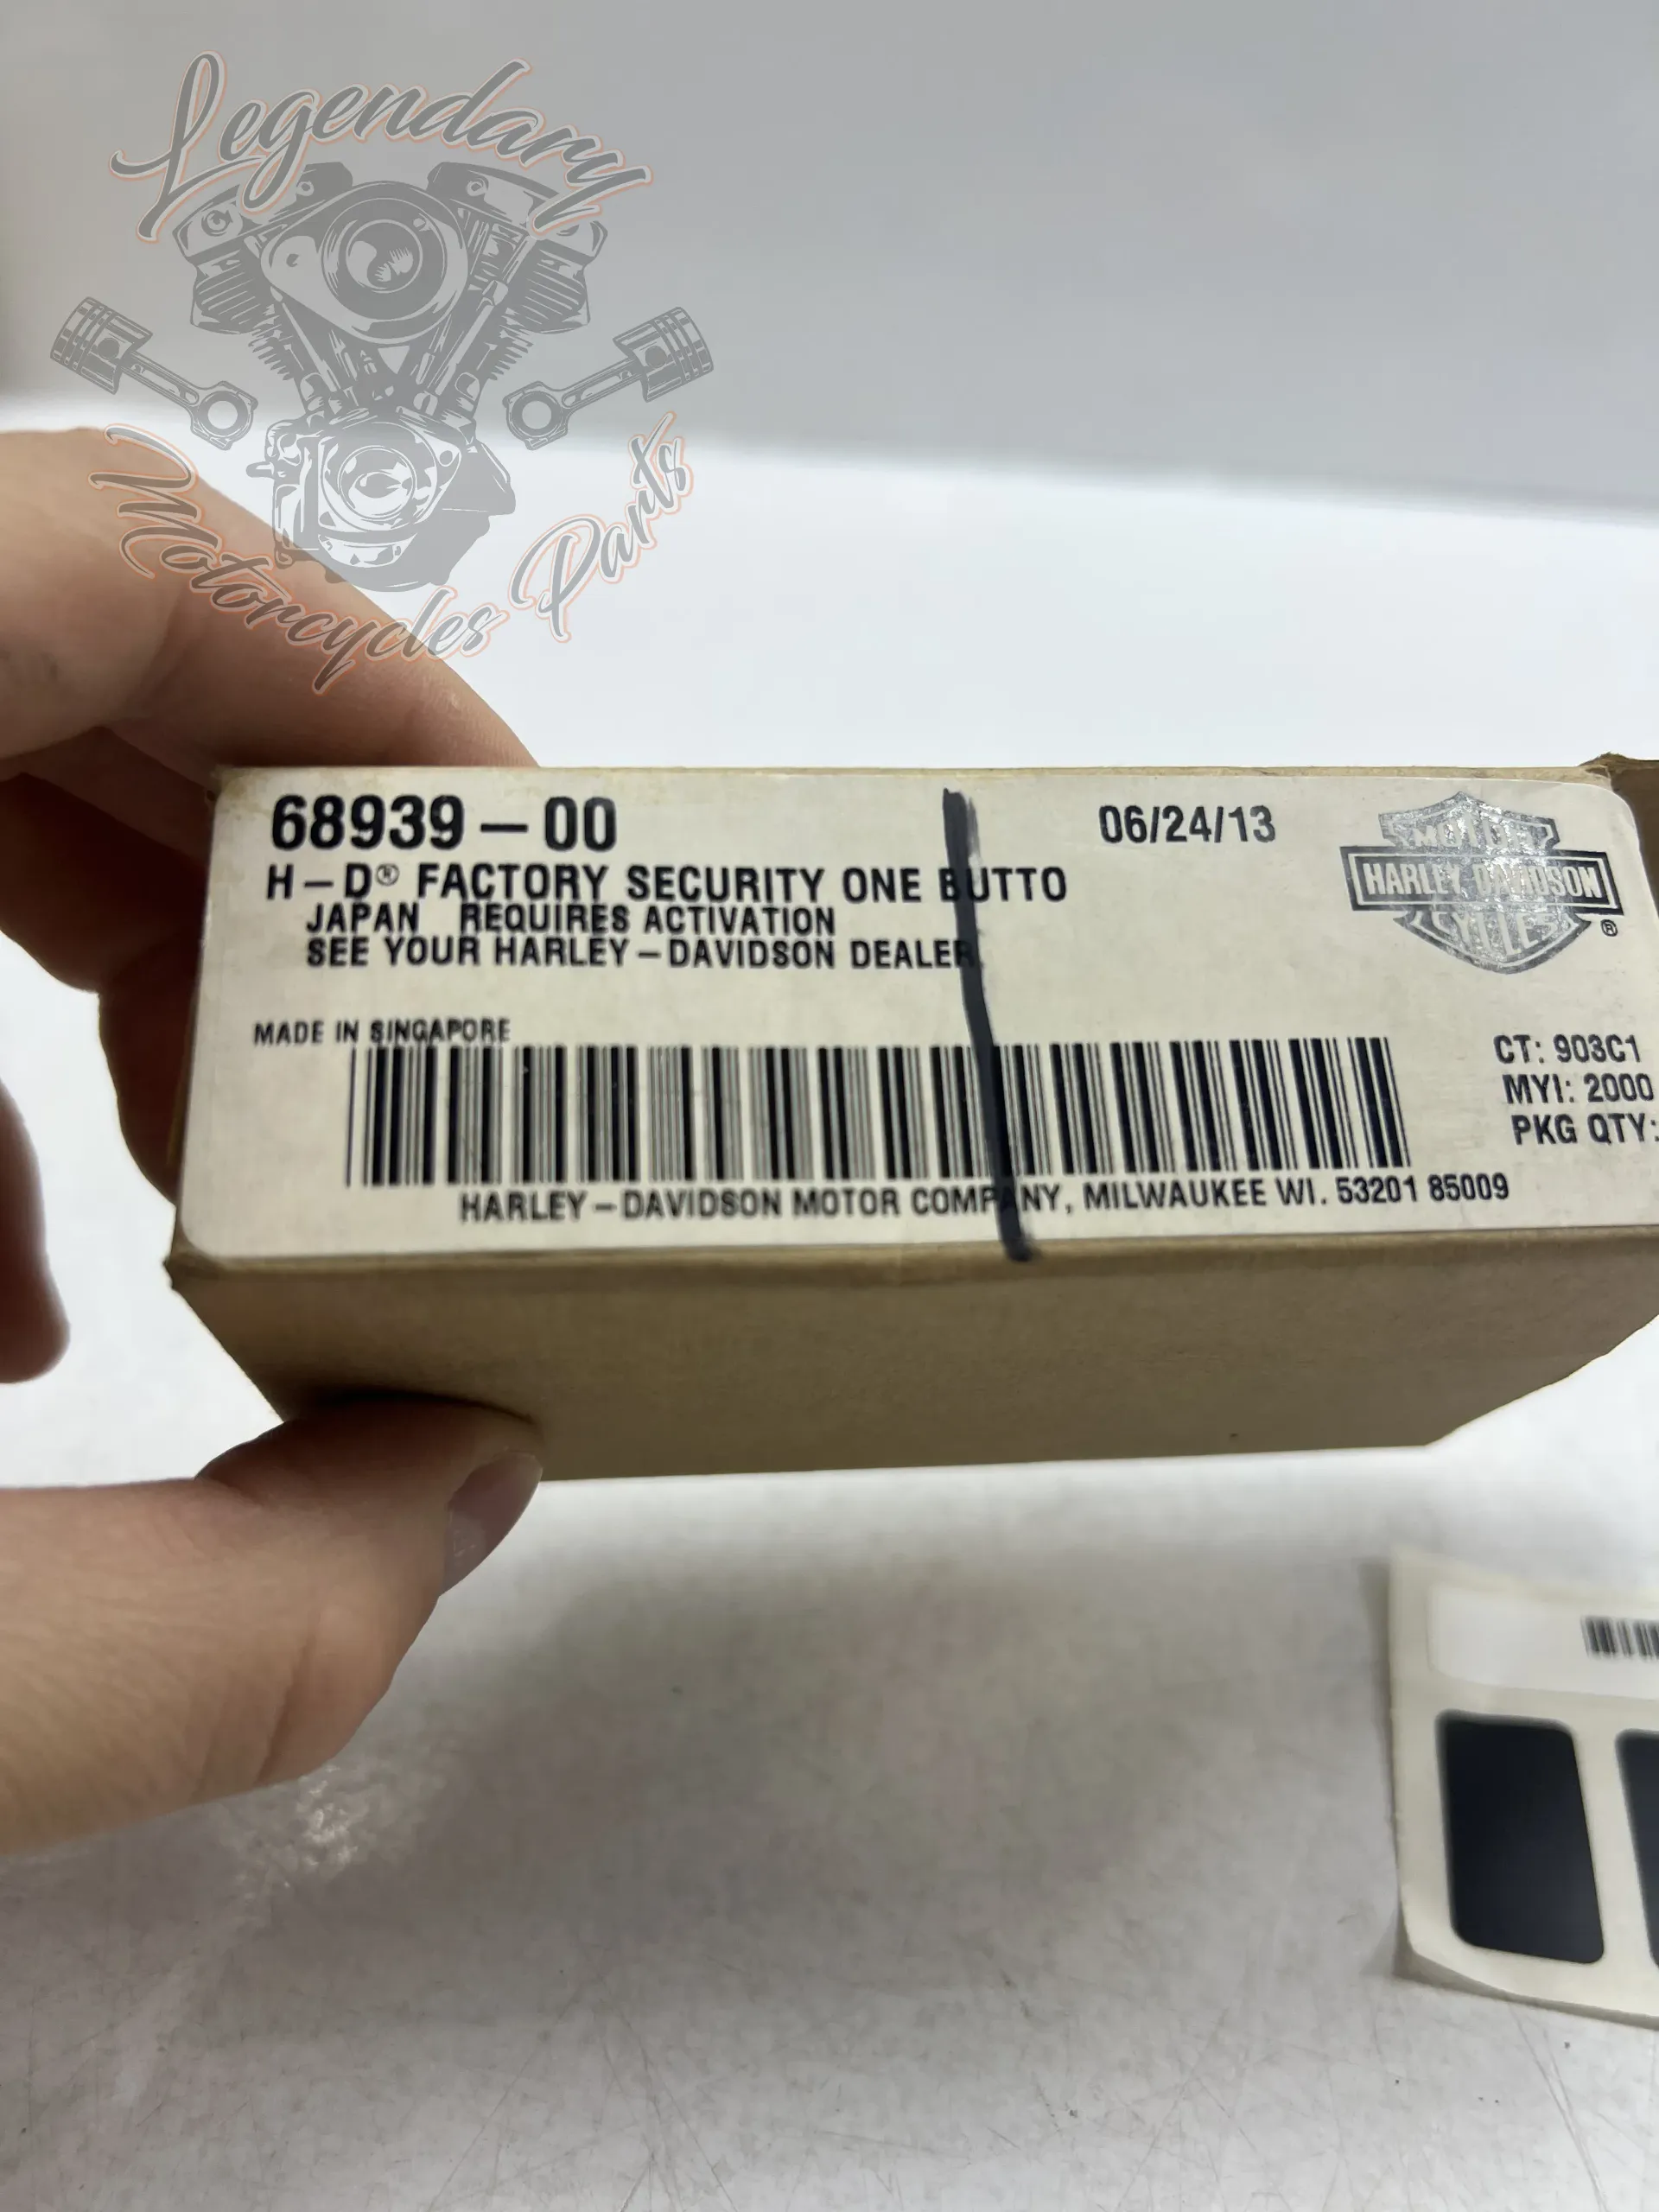 Legendary
Motorcycles Parts
68939-00
06/24/13
H-D® FACTORY SECURITY ONE BUTTO
JAPAN REQUIRES ACTIVATION
SEE YOUR HARLEY-DAVIDSON DEALER
MOTOR
HARLEY-DAVIDSON
CYCLES
®
MADE IN SINGAPORE
CT: 903C1
MYI: 2000
PKG QTY:
HARLEY-DAVIDSON MOTOR COMPANY, MILWAUKEE WI. 53201 85009